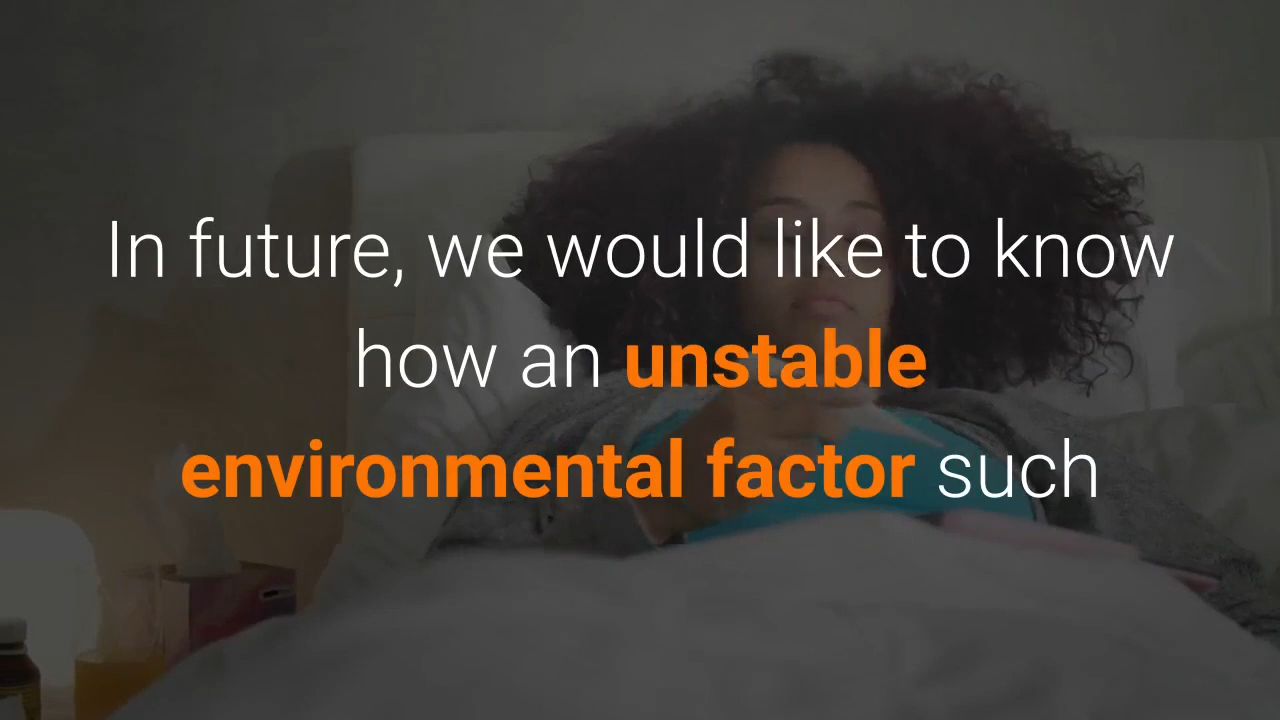 In future, we would like to know
how an unstable
environmental factor such